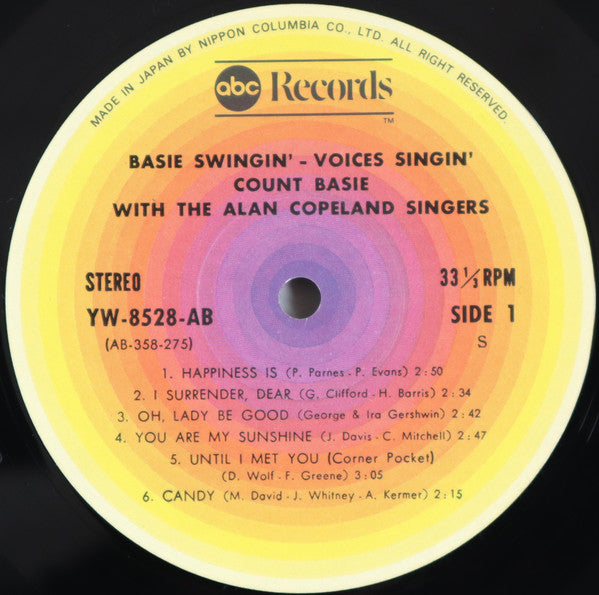 MADE IN JAPAN BY NIPPON COLUMBIA CO., LTD. ALL RIGHT RESERVED.
abc Records
TM
BASIE SWINGIN' - VOICES SINGIN'
COUNT BASIE
WITH THE ALAN COPELAND SINGERS
STEREO 33 1/3 RPM
YW-8528-AB SIDE 1
(AB-358-275) S
1. HAPPINESS IS (P. Parnes - P. Evans) 2:50
2. I SURRENDER, DEAR (G. Clifford - H. Barris) 2:34
3. OH, LADY BE GOOD (George & Ira Gershwin) 2:42
4. YOU ARE MY SUNSHINE (J. Davis - C. Mitchell) 2:47
5. UNTIL I MET YOU (Corner Pocket)
(D. Wolf - F. Greene) 3:05
6. CANDY (M. David - J. Whitney - A. Kermer) 2:15